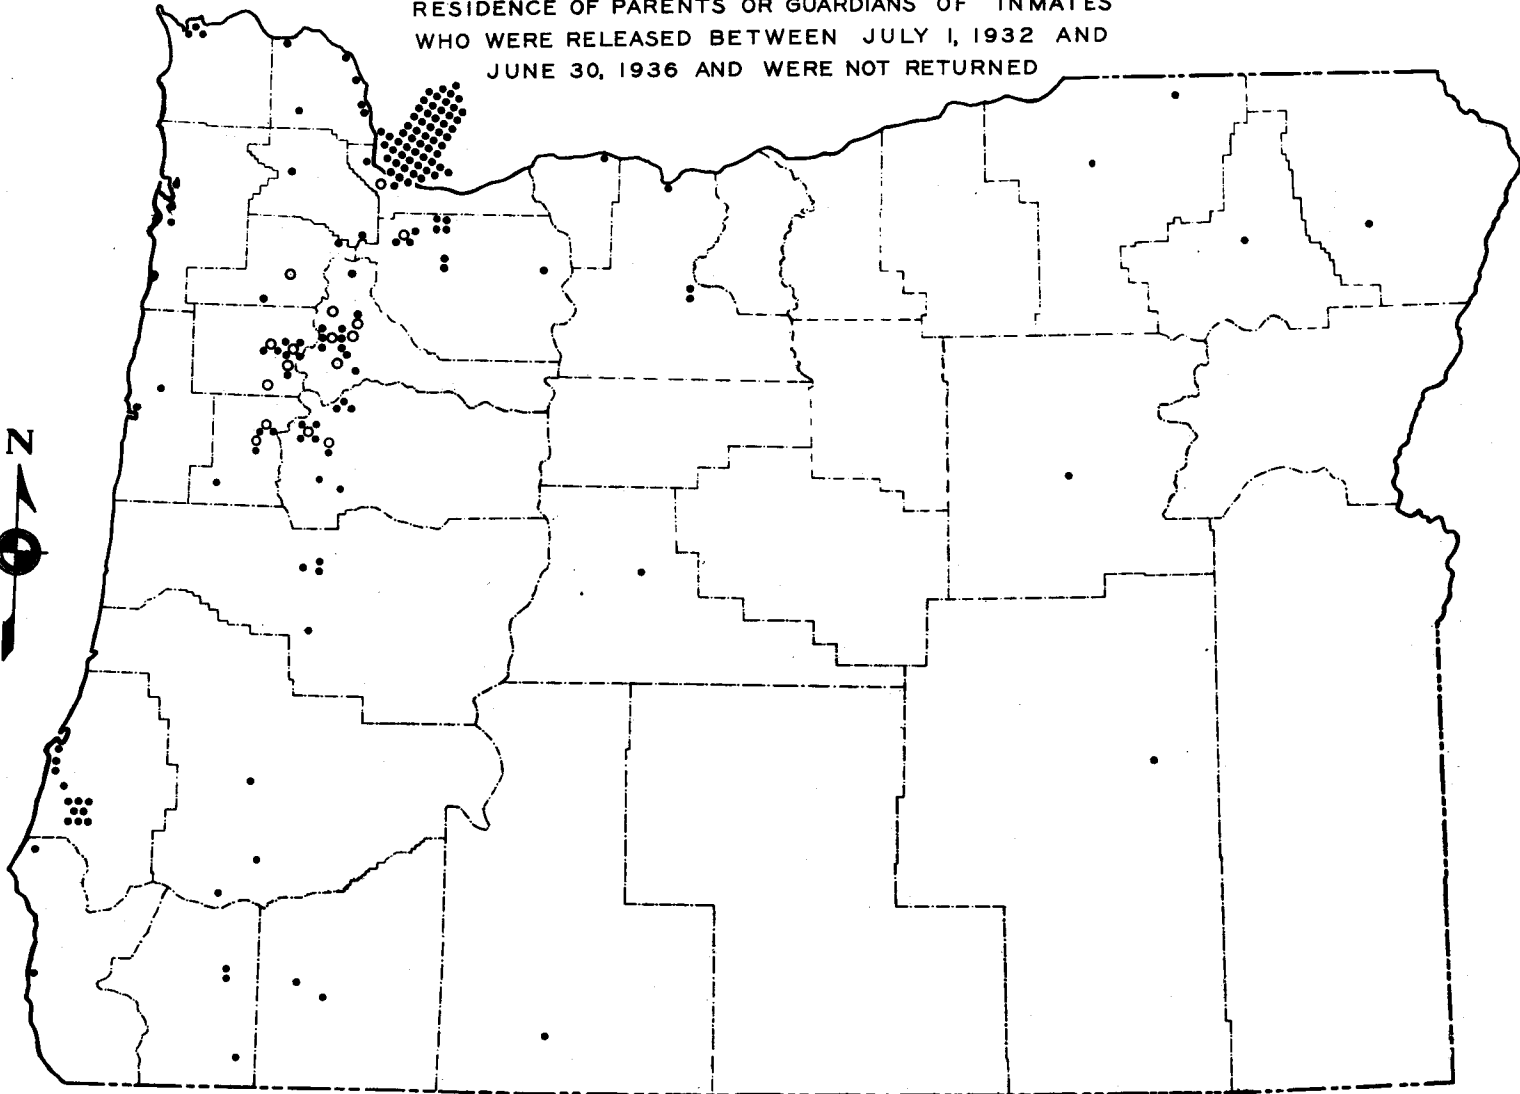 RESIDENCE OF PARENTS OR GUARDIANS OF INMATES
WHO WERE RELEASED BETWEEN JULY 1, 1932 AND
JUNE 30, 1936 AND WERE NOT RETURNED
N